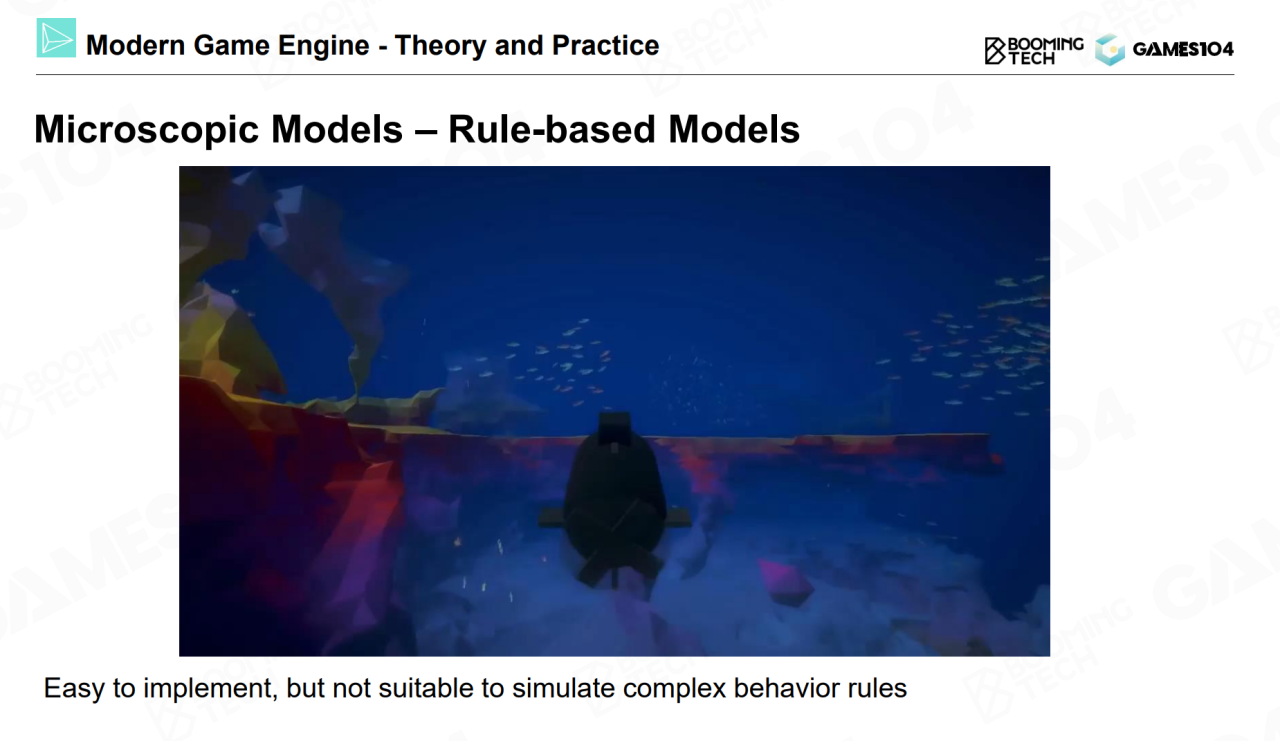 Modern Game Engine - Theory and Practice
BOOMING
TECH
GAMES104
Microscopic Models – Rule-based Models
Easy to implement, but not suitable to simulate complex behavior rules